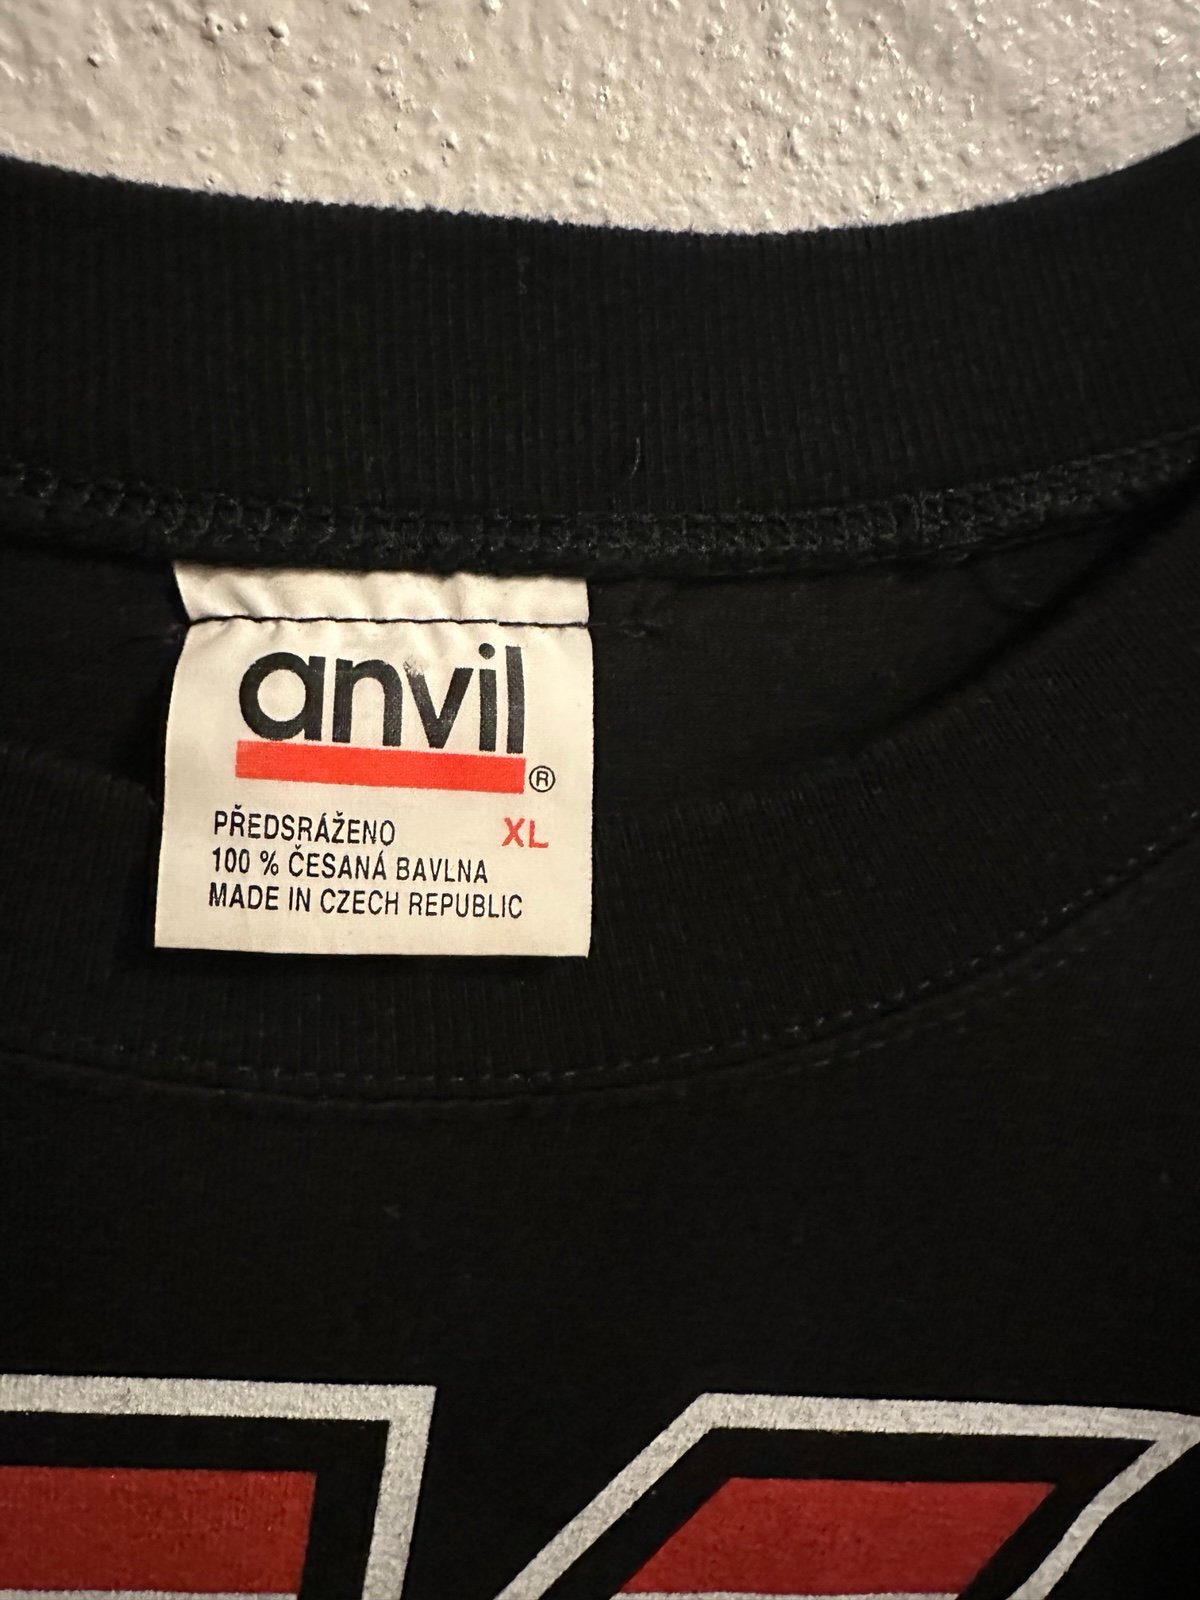 anvil
®
PŘEDSRÁŽENO XL
100 % ČESANÁ BAVLNA
MADE IN CZECH REPUBLIC